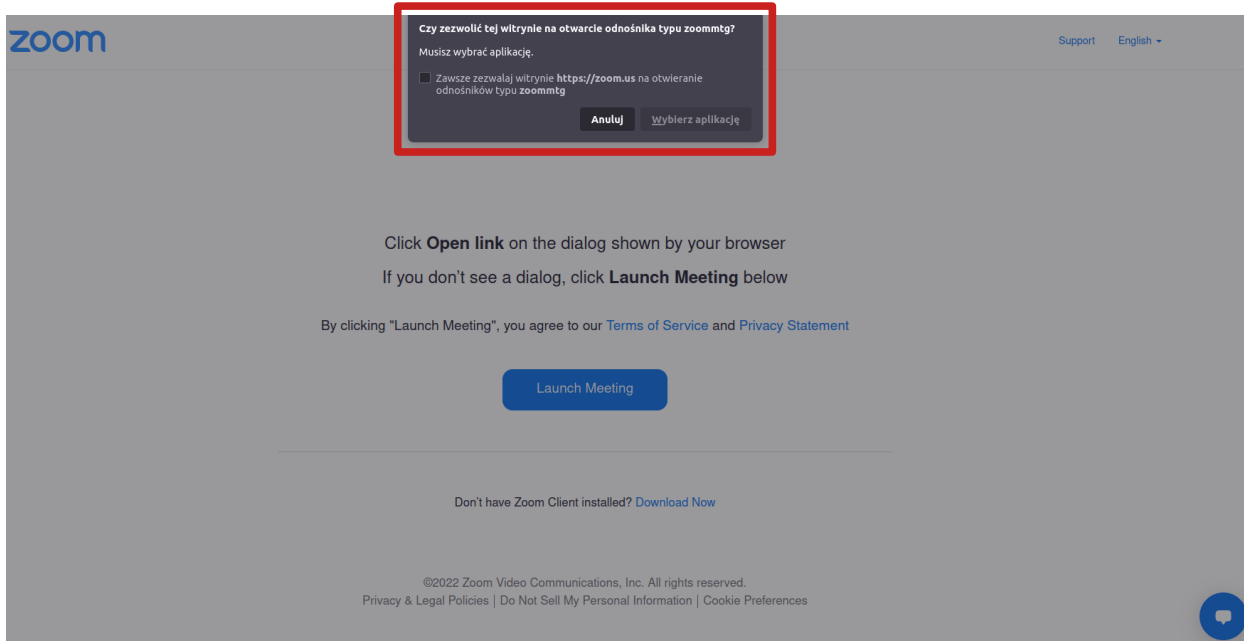 zoom
Support
English
Czy zezwolić tej witrynie na otwarcie odnośnika typu zoommtg?
Musisz wybrać aplikację.
Zawsze zezwalaj witrynie https://zoom.us na otwieranie
odnośników typu zoommtg
Anuluj
Wybierz aplikację
Click Open link on the dialog shown by your browser
If you don't see a dialog, click Launch Meeting below
By clicking "Launch Meeting", you agree to our Terms of Service and Privacy Statement
Launch Meeting
Don't have Zoom Client installed? Download Now
©2022 Zoom Video Communications, Inc. All rights reserved.
Privacy & Legal Policies | Do Not Sell My Personal Information | Cookie Preferences